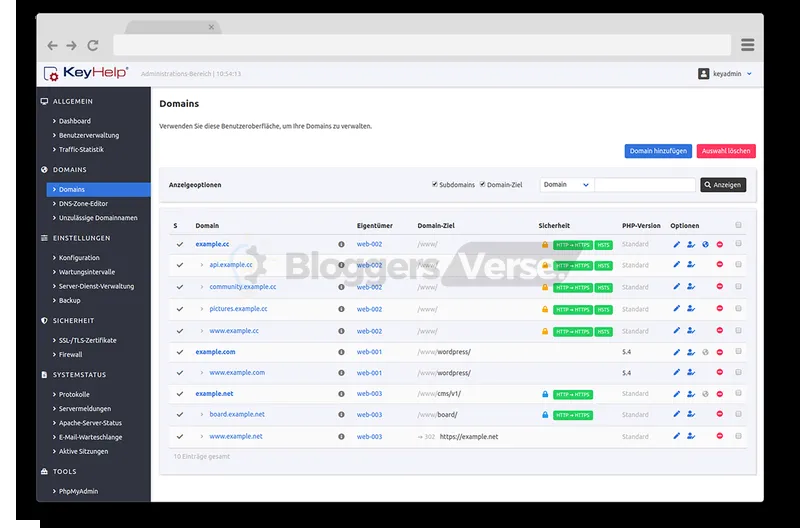 KeyHelp®
Administrations-Bereich | 10:54:13
keyadmin
ALLGEMEIN
Dashboard
Benutzerverwaltung
Traffic-Statistik
DOMAINS
Domains
DNS-Zone-Editor
Unzulässige Domainnamen
EINSTELLUNGEN
Konfiguration
Wartungsintervalle
Server-Dienst-Verwaltung
Backup
SICHERHEIT
SSL-/TLS-Zertifikate
Firewall
SYSTEMSTATUS
Protokolle
Servermeldungen
Apache-Server-Status
E-Mail-Warteschlange
Aktive Sitzungen
TOOLS
PhpMyAdmin
Domains
Verwenden Sie diese Benutzeroberfläche, um Ihre Domains zu verwalten.
Domain hinzufügen Auswahl löschen
Anzeigeoptionen Subdomains Domain-Ziel Domain Anzeigen
S Domain Eigentümer Domain-Ziel Sicherheit PHP-Version Optionen
example.cc web-002 /www/ HTTP → HTTPS HSTS Standard
api.example.cc web-002 /www/ HTTP → HTTPS HSTS Standard
community.example.cc web-002 /www/ HTTP → HTTPS HSTS Standard
pictures.example.cc web-002 /www/ HTTP → HTTPS HSTS Standard
www.example.cc web-002 /www/ HTTP → HTTPS HSTS Standard
example.com web-001 /www/wordpress/ 5.4
www.example.com web-001 /www/wordpress/ 5.4
example.net web-003 /www/cms/v1/ HTTP → HTTPS Standard
board.example.net web-003 /www/board/ HTTP → HTTPS Standard
www.example.net web-003 → 302 https://example.net Standard
10 Einträge gesamt
Bloggers Verse!